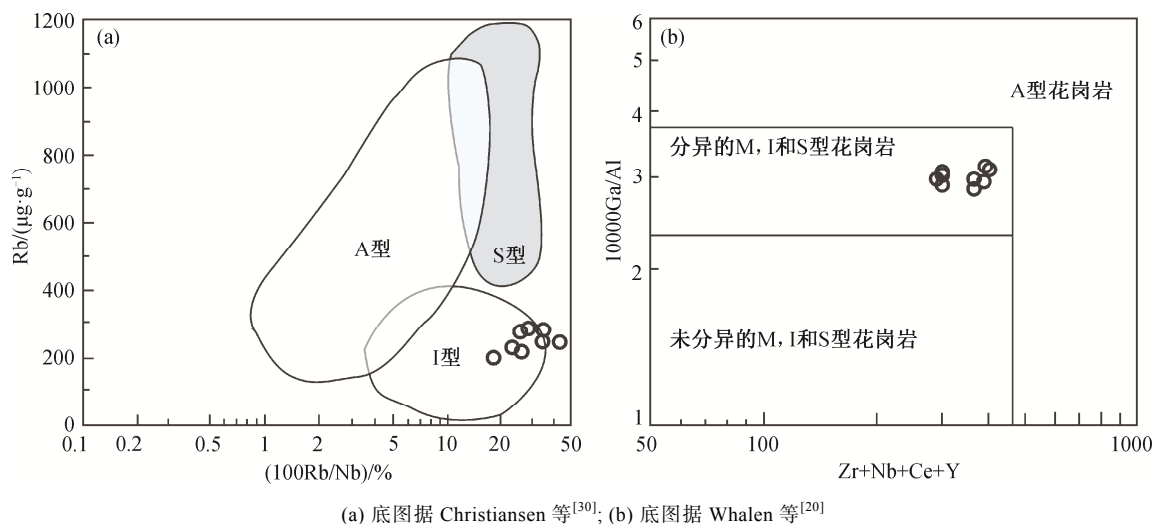 (a)
1200
1000
800
600
400
200
0
Rb/(μg·g⁻¹)
A型
S型
I型
0.1 0.2 0.5 1 2 5 10 20 50
(100Rb/Nb)/%
(b)
6
5
4
3
2
1
10000Ga/Al
A型花岗岩
分异的M, I和S型花岗岩
未分异的M, I和S型花岗岩
50 100 1000
Zr+Nb+Ce+Y
(a) 底图据 Christiansen 等[30]; (b) 底图据 Whalen 等[20]